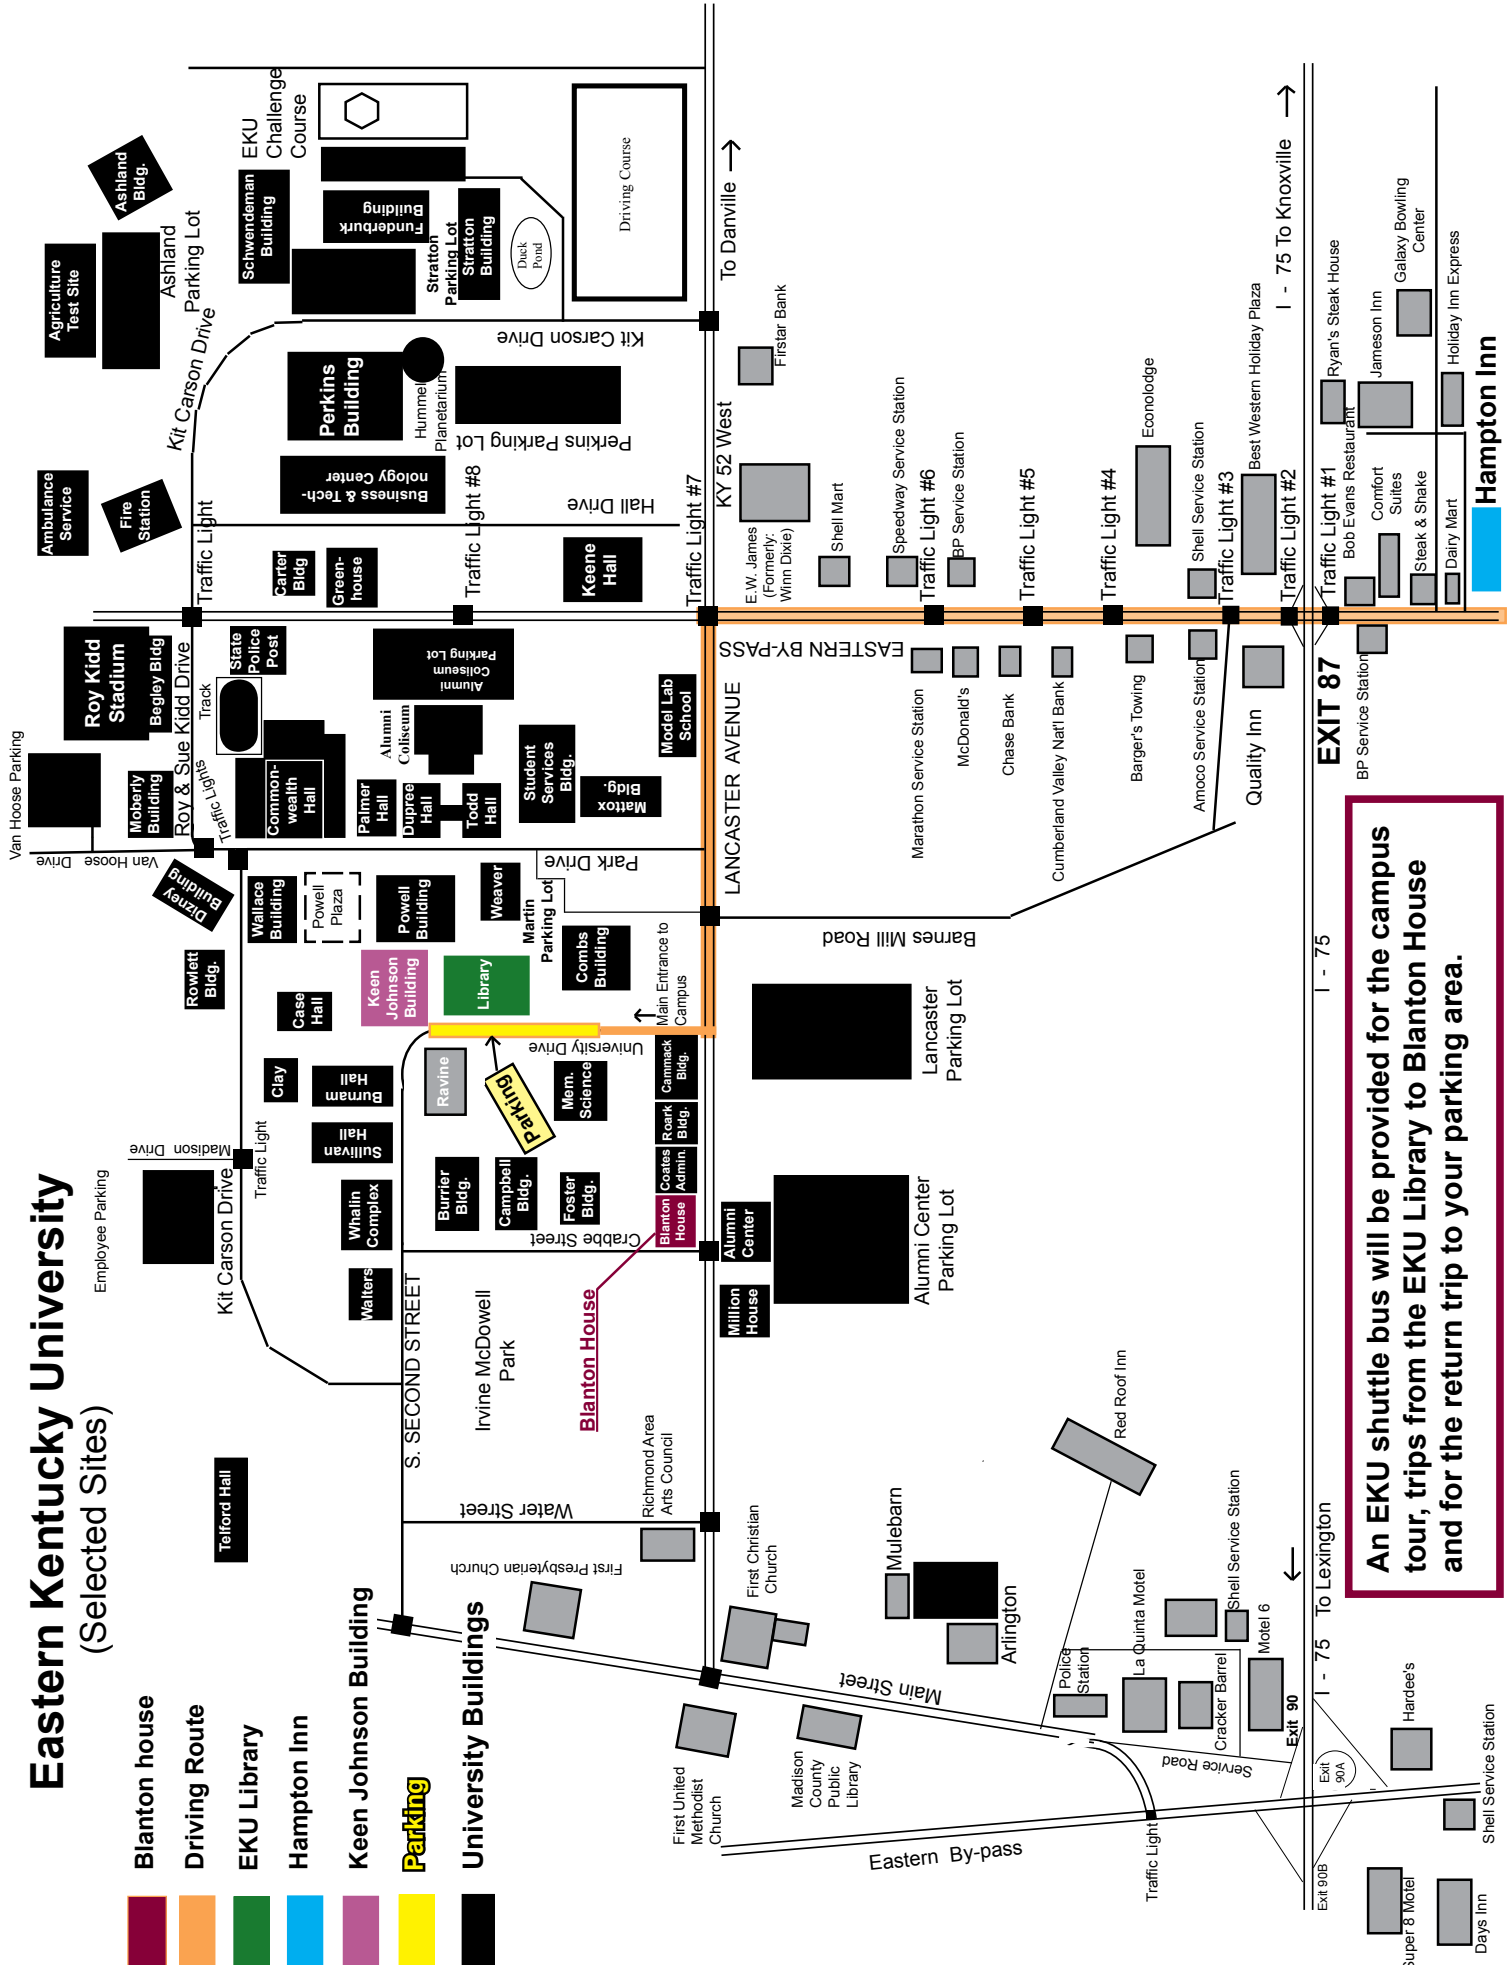 Eastern Kentucky University
(Selected Sites)
Blanton house
Driving Route
EKU Library
Hampton Inn
Keen Johnson Building
Parking
University Buildings
Van Hoose Parking
Van Hoose
Drive
Employee Parking
Madison Drive
Kit Carson Drive
Traffic Light
Telford Hall
Rowlett
Bldg.
Dizney
Building
Moberly
Building
Roy Kidd
Stadium
Begley Bldg
Roy & Sue Kidd Drive
Traffic Lights
Track
State
Police
Post
Ambulance
Service
Fire
Station
Traffic Light
Kit Carson Drive
Agriculture
Test Site
Ashland
Bldg.
Ashland
Parking Lot
Schwendeman
Building
EKU
Challenge
Course
Funderburk
Building
Stratton
Parking Lot
Stratton
Building
Duck
Pond
Driving Course
Kit Carson Drive
Perkins
Building
Hummel
Planetarium
Perkins Parking Lot
Business & Tech-
nology Center
Hall Drive
Carter
Bldg
Green-
house
Traffic Light #8
Keene
Hall
Traffic Light #7
Common-
wealth
Hall
Alumni
Coliseum
Parking Lot
Alumni
Coliseum
Palmer
Hall
Dupree
Hall
Todd
Hall
Student
Services
Bldg.
Mattox
Bldg.
Model Lab
School
Park Drive
Wallace
Building
Powell
Plaza
Powell
Building
Weaver
Martin
Parking Lot
Combs
Building
Keen
Johnson
Building
Library
Case
Hall
Clay
Burnam
Hall
Sullivan
Hall
Whalin
Complex
Walters
Ravine
University Drive
Main Entrance to
Campus
Parking
Mem.
Science
Burrier
Bldg.
Campbell
Bldg.
Foster
Bldg.
Cammack
Bldg.
Roark
Bldg.
Coates
Admin.
Blanton
House
Crabbe Street
Blanton House
S. SECOND STREET
Irvine McDowell
Park
Water Street
Richmond Area
Arts Council
First Presbyterian Church
LANCASTER AVENUE
KY 52 West
To Danville
Firstar Bank
E.W. James
(Formerly:
Winn Dixie)
Shell Mart
EASTERN BY-PASS
Speedway Service Station
Traffic Light #6
BP Service Station
Marathon Service Station
McDonald's
Traffic Light #5
Chase Bank
Cumberland Valley Nat'l Bank
Traffic Light #4
Econolodge
Barger's Towing
Shell Service Station
Amoco Service Station
Traffic Light #3
Best Western Holiday Plaza
Quality Inn
Traffic Light #2
Barnes Mill Road
Lancaster
Parking Lot
Alumni
Center
Alumni Center
Parking Lot
Million
House
First Christian
Church
First United
Methodist
Church
Madison
County
Public
Library
Main Street
Mulebarn
Arlington
Red Roof Inn
Police
Station
La Quinta Motel
Cracker Barrel
Shell Service Station
Motel 6
Service Road
Exit 90
Eastern By-pass
Traffic Light
Exit 90B
Exit
90A
I - 75 To Lexington
I - 75
I - 75 To Knoxville
EXIT 87
Traffic Light #1
Bob Evans Restaurant
Ryan's Steak House
BP Service Station
Comfort
Suites
Jameson Inn
Galaxy Bowling
Center
Steak & Shake
Dairy Mart
Holiday Inn Express
Hampton Inn
Hardee's
Shell Service Station
Super 8 Motel
Days Inn
An EKU shuttle bus will be provided for the campus
tour, trips from the EKU Library to Blanton House
and for the return trip to your parking area.